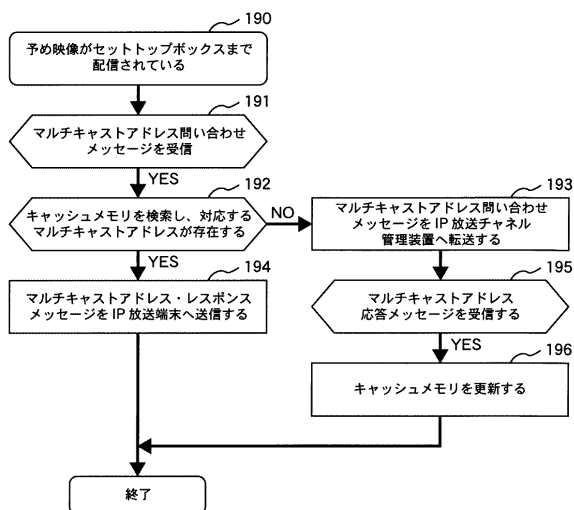 190
予め映像がセットトップボックスまで
配信されている
191
マルチキャストアドレス問い合わせ
メッセージを受信
YES
192
キャッシュメモリを検索し、対応する
マルチキャストアドレスが存在する
NO
193
マルチキャストアドレス問い合わせ
メッセージを IP 放送チャネル
管理装置へ転送する
YES
194
マルチキャストアドレス・レスポンス
メッセージを IP 放送端末へ送信する
195
マルチキャストアドレス
応答メッセージを受信する
YES
196
キャッシュメモリを更新する
終了